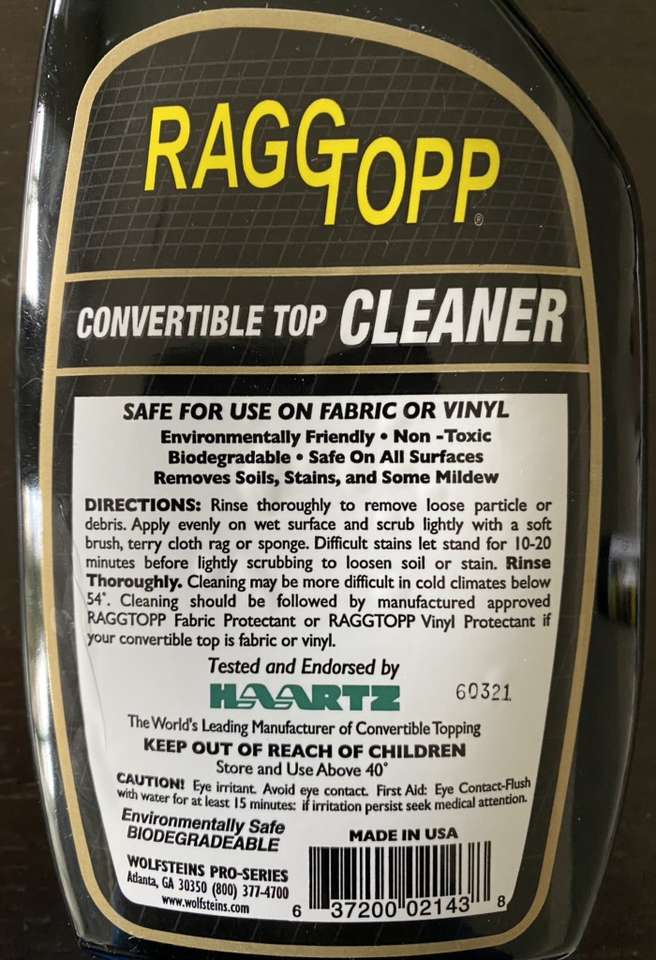 RAGGTOPP®
CONVERTIBLE TOP CLEANER
SAFE FOR USE ON FABRIC OR VINYL
Environmentally Friendly • Non -Toxic
Biodegradable • Safe On All Surfaces
Removes Soils, Stains, and Some Mildew
DIRECTIONS: Rinse thoroughly to remove loose particle or
debris. Apply evenly on wet surface and scrub lightly with a soft
brush, terry cloth rag or sponge. Difficult stains let stand for 10-20
minutes before lightly scrubbing to loosen soil or stain. Rinse
Thoroughly. Cleaning may be more difficult in cold climates below
54°. Cleaning should be followed by manufactured approved
RAGGTOPP Fabric Protectant or RAGGTOPP Vinyl Protectant if
your convertible top is fabric or vinyl.
Tested and Endorsed by
HAARTZ 60321
The World's Leading Manufacturer of Convertible Topping
KEEP OUT OF REACH OF CHILDREN
Store and Use Above 40°
CAUTION! Eye irritant. Avoid eye contact. First Aid: Eye Contact-Flush
with water for at least 15 minutes: if irritation persist seek medical attention.
Environmentally Safe
BIODEGRADEABLE
WOLFSTEINS PRO-SERIES
Atlanta, GA 30350 (800) 377-4700
www.wolfsteins.com
MADE IN USA
6 37200 02143 8